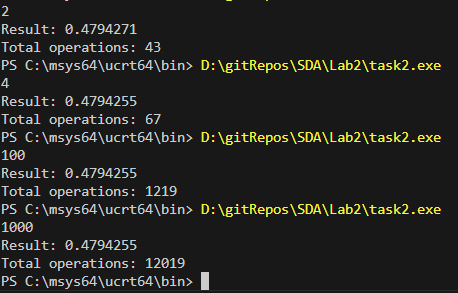 2
Result: 0.4794271
Total operations: 43
PS C:\msys64\ucrt64\bin> D:\gitRepos\SDA\Lab2\task2.exe
4
Result: 0.4794255
Total operations: 67
PS C:\msys64\ucrt64\bin> D:\gitRepos\SDA\Lab2\task2.exe
100
Result: 0.4794255
Total operations: 1219
PS C:\msys64\ucrt64\bin> D:\gitRepos\SDA\Lab2\task2.exe
1000
Result: 0.4794255
Total operations: 12019
PS C:\msys64\ucrt64\bin>